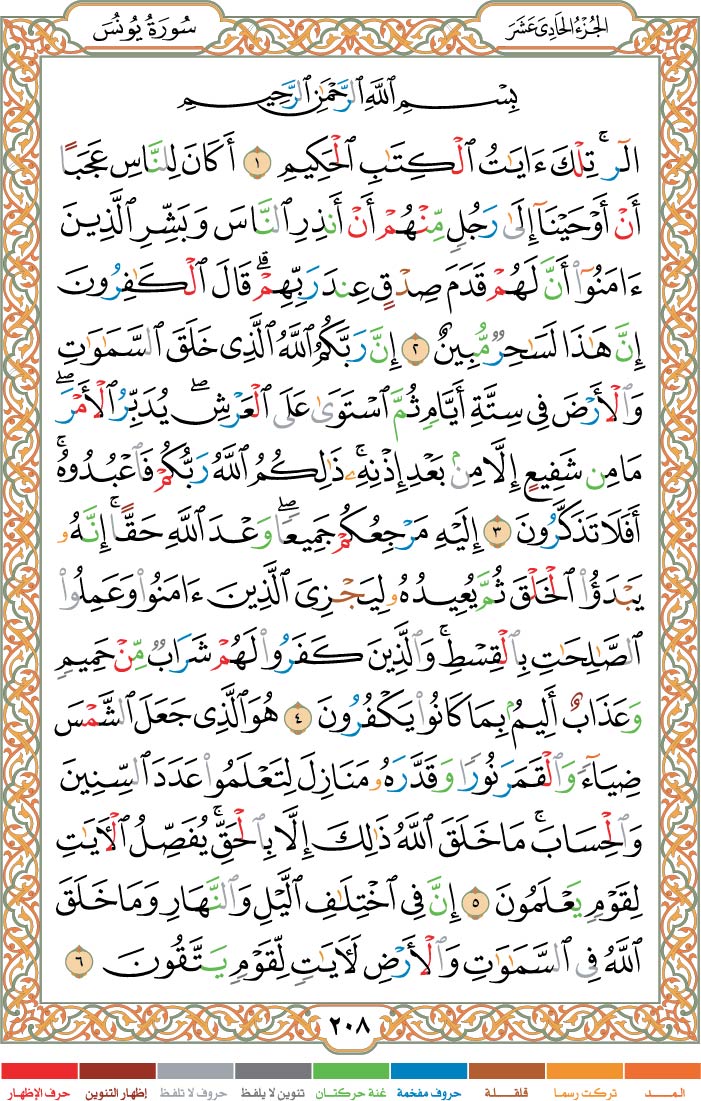 الجُزْءُ الحَادِى عَشَرَ
سُورَةُ يُونُسَ
بِسْمِ ٱللَّهِ ٱلرَّحْمَٰنِ ٱلرَّحِيمِ
الٓر ۚ تِلْكَ ءَايَٰتُ ٱلْكِتَٰبِ ٱلْحَكِيمِ ١ أَكَانَ لِلنَّاسِ عَجَبًا
أَنْ أَوْحَيْنَآ إِلَىٰ رَجُلٍ مِّنْهُمْ أَنْ أَنذِرِ ٱلنَّاسَ وَبَشِّرِ ٱلَّذِينَ
ءَامَنُوٓا۟ أَنَّ لَهُمْ قَدَمَ صِدْقٍ عِندَ رَبِّهِمْ ۗ قَالَ ٱلْكَٰفِرُونَ
إِنَّ هَٰذَا لَسَٰحِرٌ مُّبِينٌ ٢ إِنَّ رَبَّكُمُ ٱللَّهُ ٱلَّذِى خَلَقَ ٱلسَّمَٰوَٰتِ
وَٱلْأَرْضَ فِى سِتَّةِ أَيَّامٍ ثُمَّ ٱسْتَوَىٰ عَلَى ٱلْعَرْشِ ۖ يُدَبِّرُ ٱلْأَمْرَ ۖ
مَا مِن شَفِيعٍ إِلَّا مِنۢ بَعْدِ إِذْنِهِۦ ۚ ذَٰلِكُمُ ٱللَّهُ رَبُّكُمْ فَٱعْبُدُوهُ ۚ
أَفَلَا تَذَكَّرُونَ ٣ إِلَيْهِ مَرْجِعُكُمْ جَمِيعًا ۖ وَعْدَ ٱللَّهِ حَقًّا ۚ إِنَّهُۥ
يَبْدَؤُا۟ ٱلْخَلْقَ ثُمَّ يُعِيدُهُۥ لِيَجْزِىَ ٱلَّذِينَ ءَامَنُوا۟ وَعَمِلُوا۟
ٱلصَّٰلِحَٰتِ بِٱلْقِسْطِ ۚ وَٱلَّذِينَ كَفَرُوا۟ لَهُمْ شَرَابٌ مِّنْ حَمِيمٍ
وَعَذَابٌ أَلِيمٌۢ بِمَا كَانُوا۟ يَكْفُرُونَ ٤ هُوَ ٱلَّذِى جَعَلَ ٱلشَّمْسَ
ضِيَآءً وَٱلْقَمَرَ نُورًا وَقَدَّرَهُۥ مَنَازِلَ لِتَعْلَمُوا۟ عَدَدَ ٱلسِّنِينَ
وَٱلْحِسَابَ ۚ مَا خَلَقَ ٱللَّهُ ذَٰلِكَ إِلَّا بِٱلْحَقِّ ۚ يُفَصِّلُ ٱلْءَايَٰتِ
لِقَوْمٍ يَعْلَمُونَ ٥ إِنَّ فِى ٱخْتِلَٰفِ ٱلَّيْلِ وَٱلنَّهَارِ وَمَا خَلَقَ
ٱللَّهُ فِى ٱلسَّمَٰوَٰتِ وَٱلْأَرْضِ لَءَايَٰتٍ لِّقَوْمٍ يَتَّقُونَ ٦
٢٠٨
المـــد تركت رسما قلقـلة حروف مفخمة غنة حركتان تنوين لا يلفظ حروف لا تلفظ إظهار التنوين حرف الإظهار